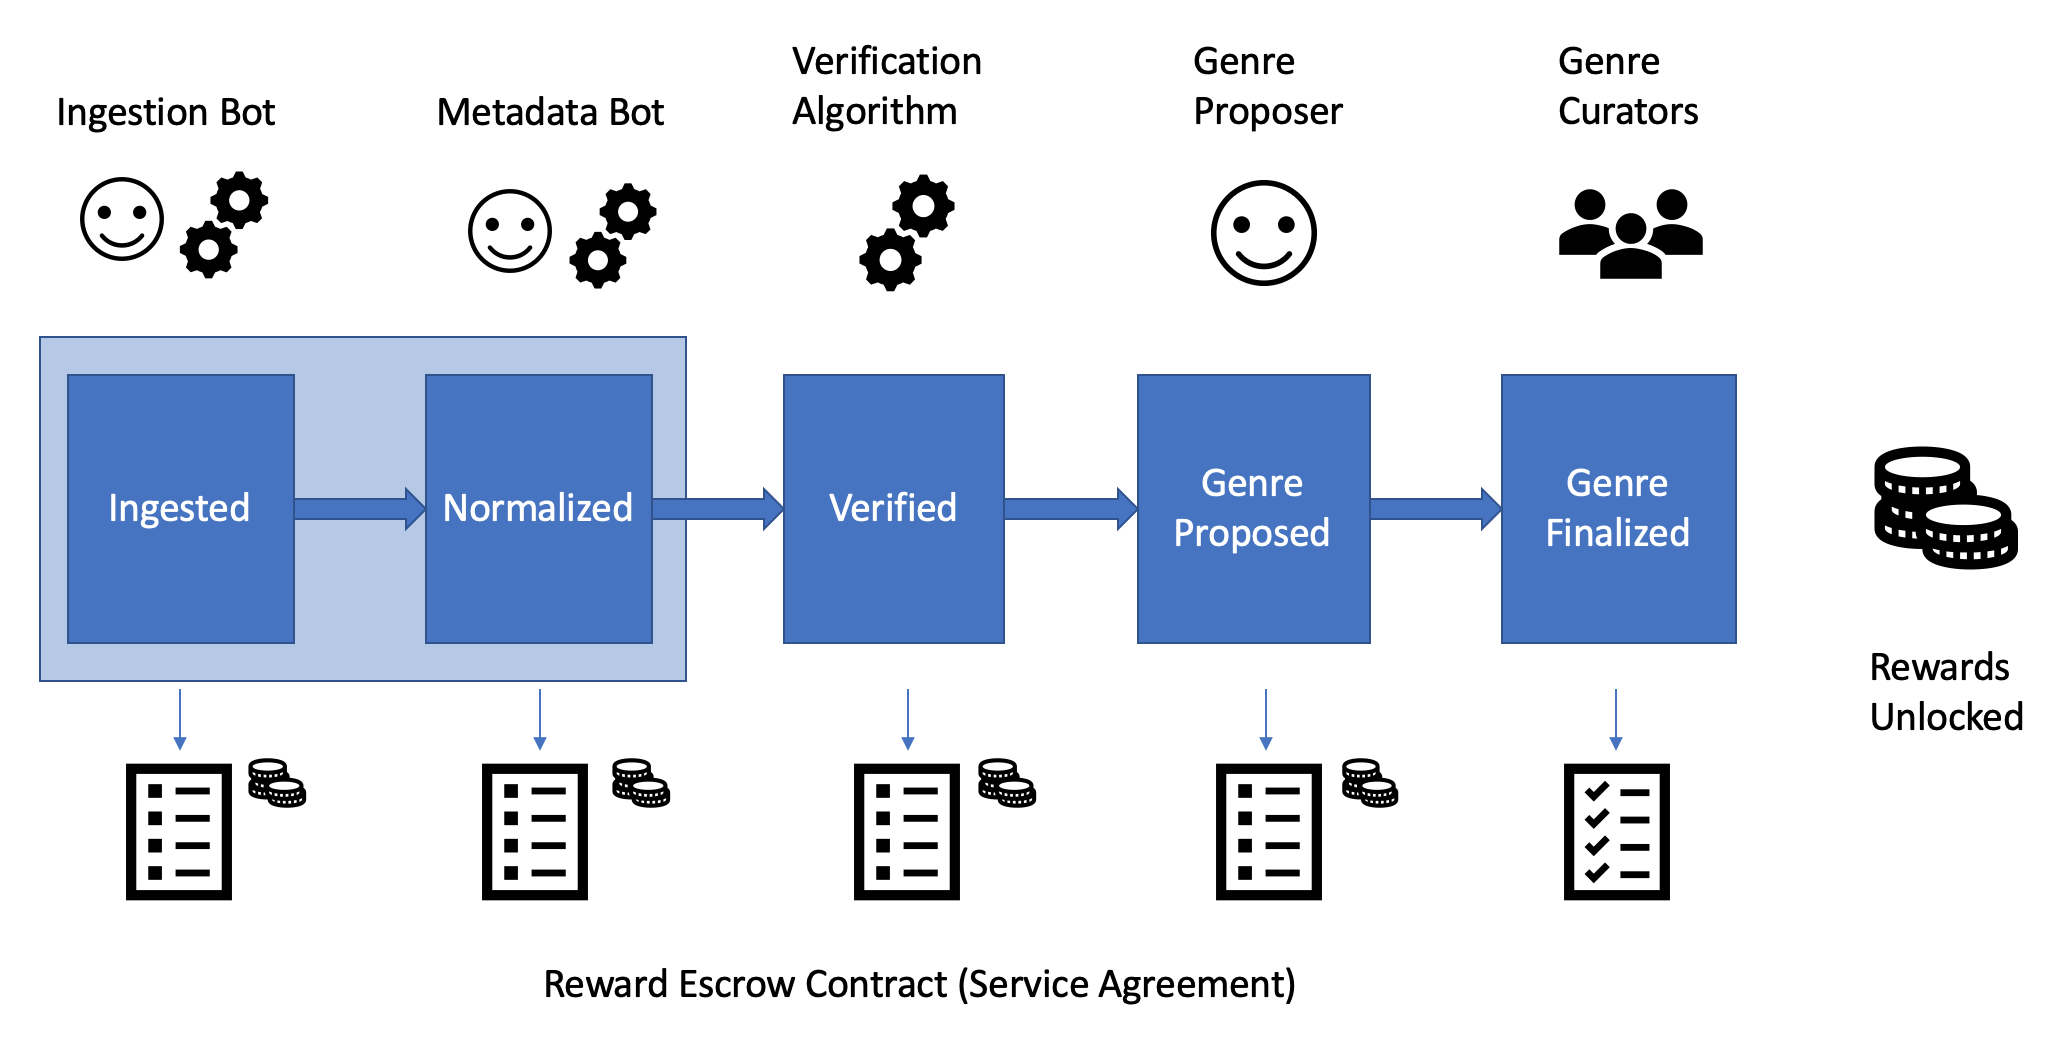 Ingestion Bot
Metadata Bot
Verification
Algorithm
Genre
Proposer
Genre
Curators
Ingested
Normalized
Verified
Genre
Proposed
Genre
Finalized
Rewards
Unlocked
Reward Escrow Contract (Service Agreement)